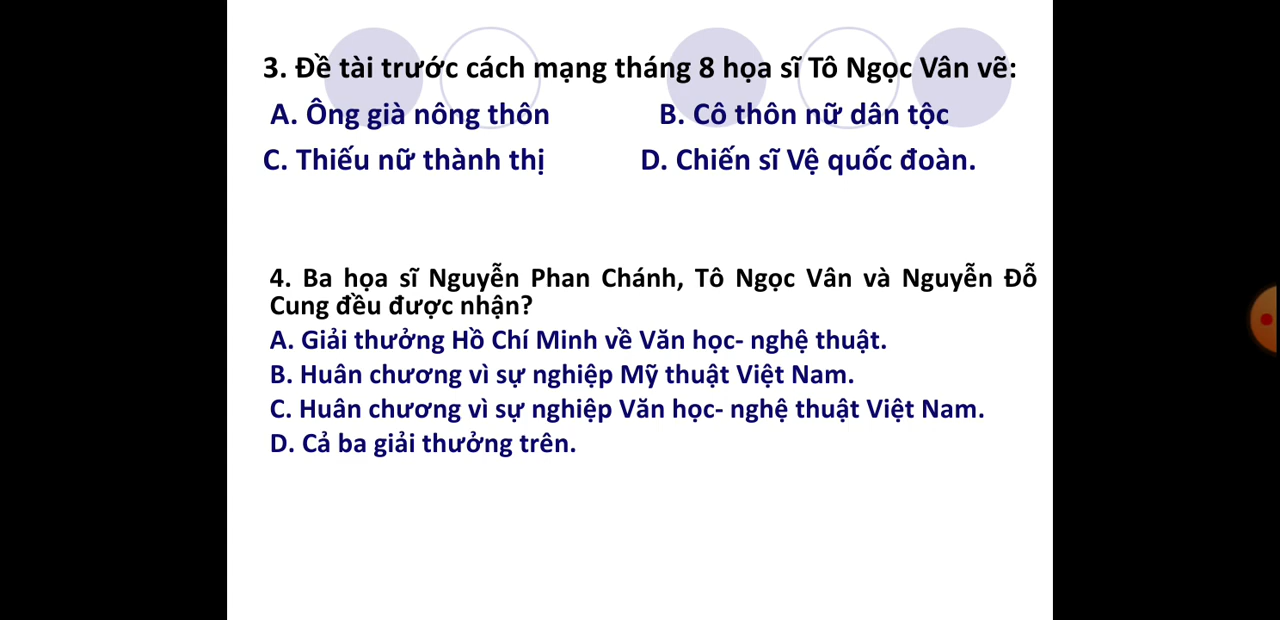 3. Đề tài trước cách mạng tháng 8 họa sĩ Tô Ngọc Vân vẽ:
A. Ông già nông thôn B. Cô thôn nữ dân tộc
C. Thiếu nữ thành thị D. Chiến sĩ Vệ quốc đoàn.
4. Ba họa sĩ Nguyễn Phan Chánh, Tô Ngọc Vân và Nguyễn Đỗ
Cung đều được nhận?
A. Giải thưởng Hồ Chí Minh về Văn học- nghệ thuật.
B. Huân chương vì sự nghiệp Mỹ thuật Việt Nam.
C. Huân chương vì sự nghiệp Văn học- nghệ thuật Việt Nam.
D. Cả ba giải thưởng trên.